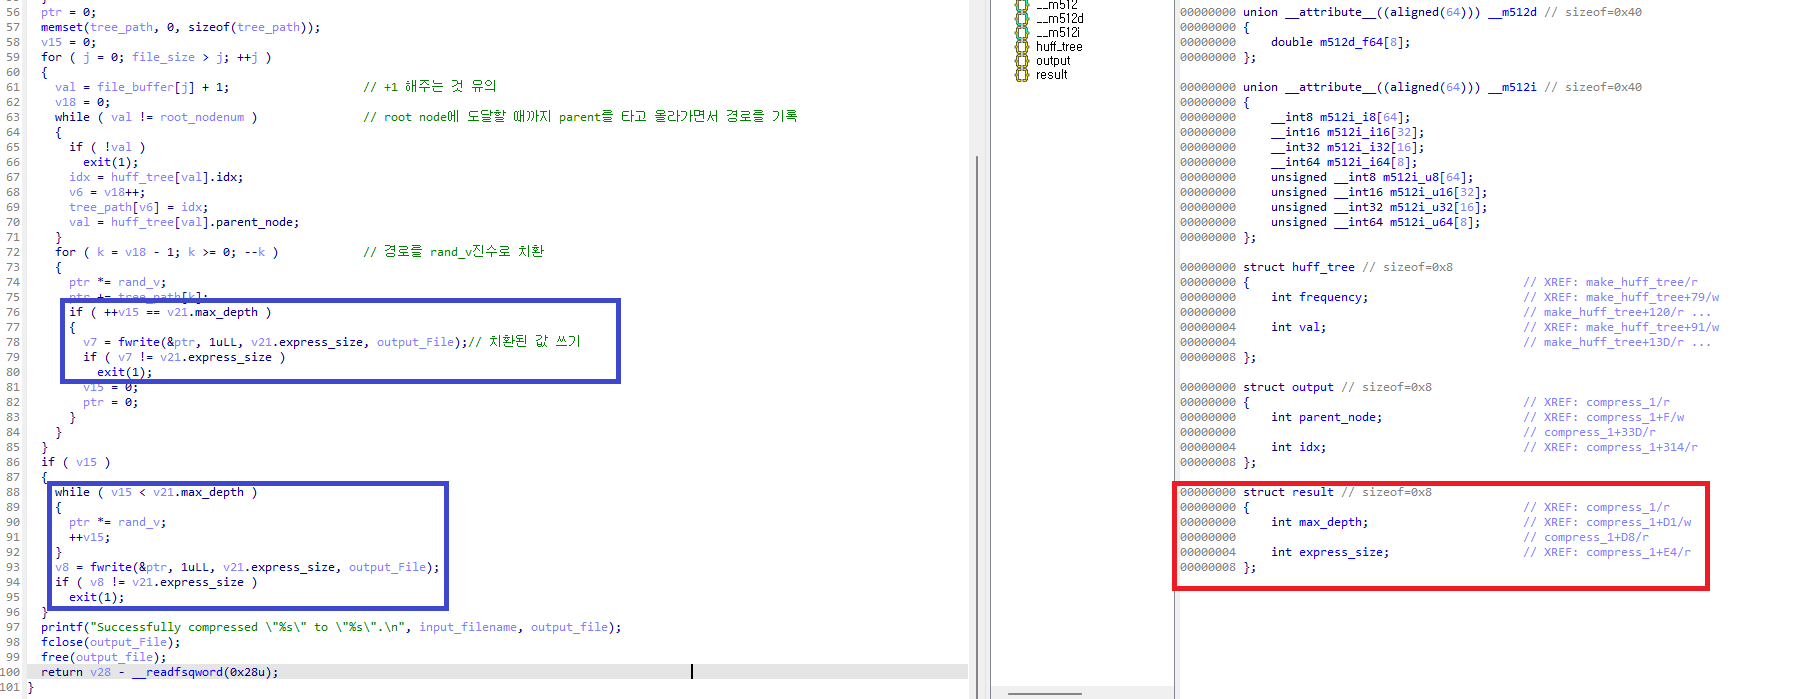 56 ptr = 0;
57 memset(tree_path, 0, sizeof(tree_path));
58 v15 = 0;
59 for ( j = 0; file_size > j; ++j )
60 {
61 val = file_buffer[j] + 1; // +1 해주는 것 유의
62 v18 = 0;
63 while ( val != root_nodenum ) // root node에 도달할 때까지 parent를 타고 올라가면서 경로를 기록
64 {
65 if ( !val )
66 exit(1);
67 idx = huff_tree[val].idx;
68 v6 = v18++;
69 tree_path[v6] = idx;
70 val = huff_tree[val].parent_node;
71 }
72 for ( k = v18 - 1; k >= 0; --k ) // 경로를 rand_v진수로 치환
73 {
74 ptr *= rand_v;
75 ptr += tree_path[k];
76 if ( ++v15 == v21.max_depth )
77 {
78 v7 = fwrite(&ptr, 1uLL, v21.express_size, output_File);// 치환된 값 쓰기
79 if ( v7 != v21.express_size )
80 exit(1);
81 v15 = 0;
82 ptr = 0;
83 }
84 }
85 }
86 if ( v15 )
87 {
88 while ( v15 < v21.max_depth )
89 {
90 ptr *= rand_v;
91 ++v15;
92 }
93 v8 = fwrite(&ptr, 1uLL, v21.express_size, output_File);
94 if ( v8 != v21.express_size )
95 exit(1);
96 }
97 printf("Successfully compressed \"%s\" to \"%s\".\n", input_filename, output_file);
98 fclose(output_File);
99 free(output_file);
100 return v28 - __readfsqword(0x28u);
101 }
__m512
__m512d
__m512i
huff_tree
output
result
00000000 union __attribute__((aligned(64))) __m512d // sizeof=0x40
00000000 {
00000000 double m512d_f64[8];
00000000 };
00000000 union __attribute__((aligned(64))) __m512i // sizeof=0x40
00000000 {
00000000 __int8 m512i_i8[64];
00000000 __int16 m512i_i16[32];
00000000 __int32 m512i_i32[16];
00000000 __int64 m512i_i64[8];
00000000 unsigned __int8 m512i_u8[64];
00000000 unsigned __int16 m512i_u16[32];
00000000 unsigned __int32 m512i_u32[16];
00000000 unsigned __int64 m512i_u64[8];
00000000 };
00000000 struct huff_tree // sizeof=0x8
00000000 { // XREF: make_huff_tree/r
00000000 int frequency; // XREF: make_huff_tree+79/w
00000000 // make_huff_tree+120/r ...
00000004 int val; // XREF: make_huff_tree+91/w
00000004 // make_huff_tree+13D/r ...
00000008 };
00000000 struct output // sizeof=0x8
00000000 { // XREF: compress_1/r
00000000 int parent_node; // XREF: compress_1+F/w
00000000 // compress_1+33D/r
00000004 int idx; // XREF: compress_1+314/r
00000008 };
00000000 struct result // sizeof=0x8
00000000 { // XREF: compress_1/r
00000000 int max_depth; // XREF: compress_1+D1/w
00000000 // compress_1+D8/r
00000004 int express_size; // XREF: compress_1+E4/r
00000008 };